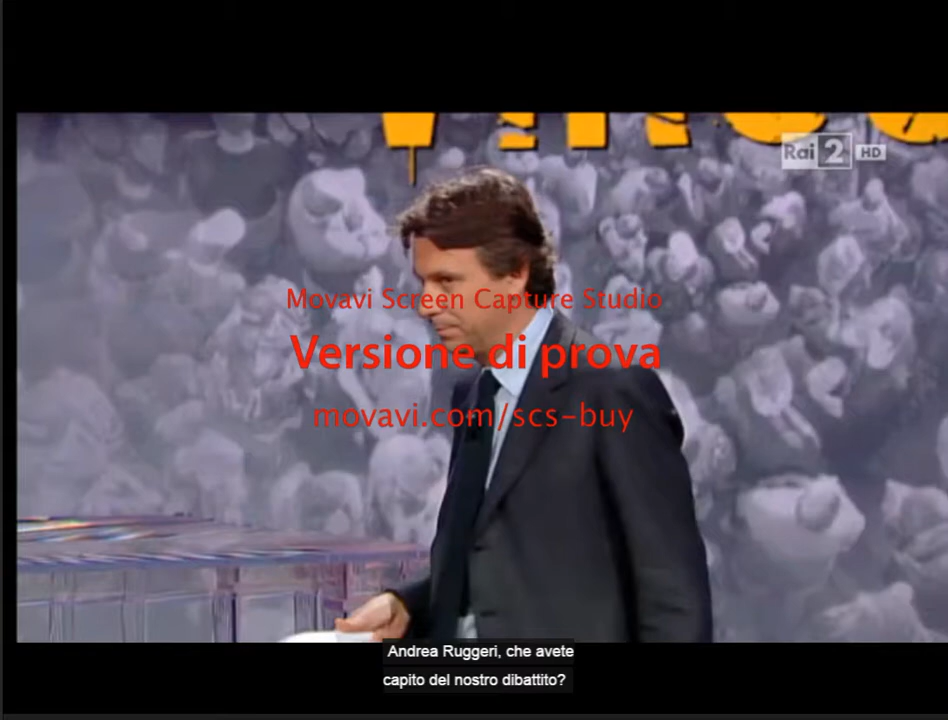 Rai 2 HD
Movavi Screen Capture Studio
Versione di prova
movavi.com/scs-buy
Andrea Ruggeri, che avete
capito del nostro dibattito?